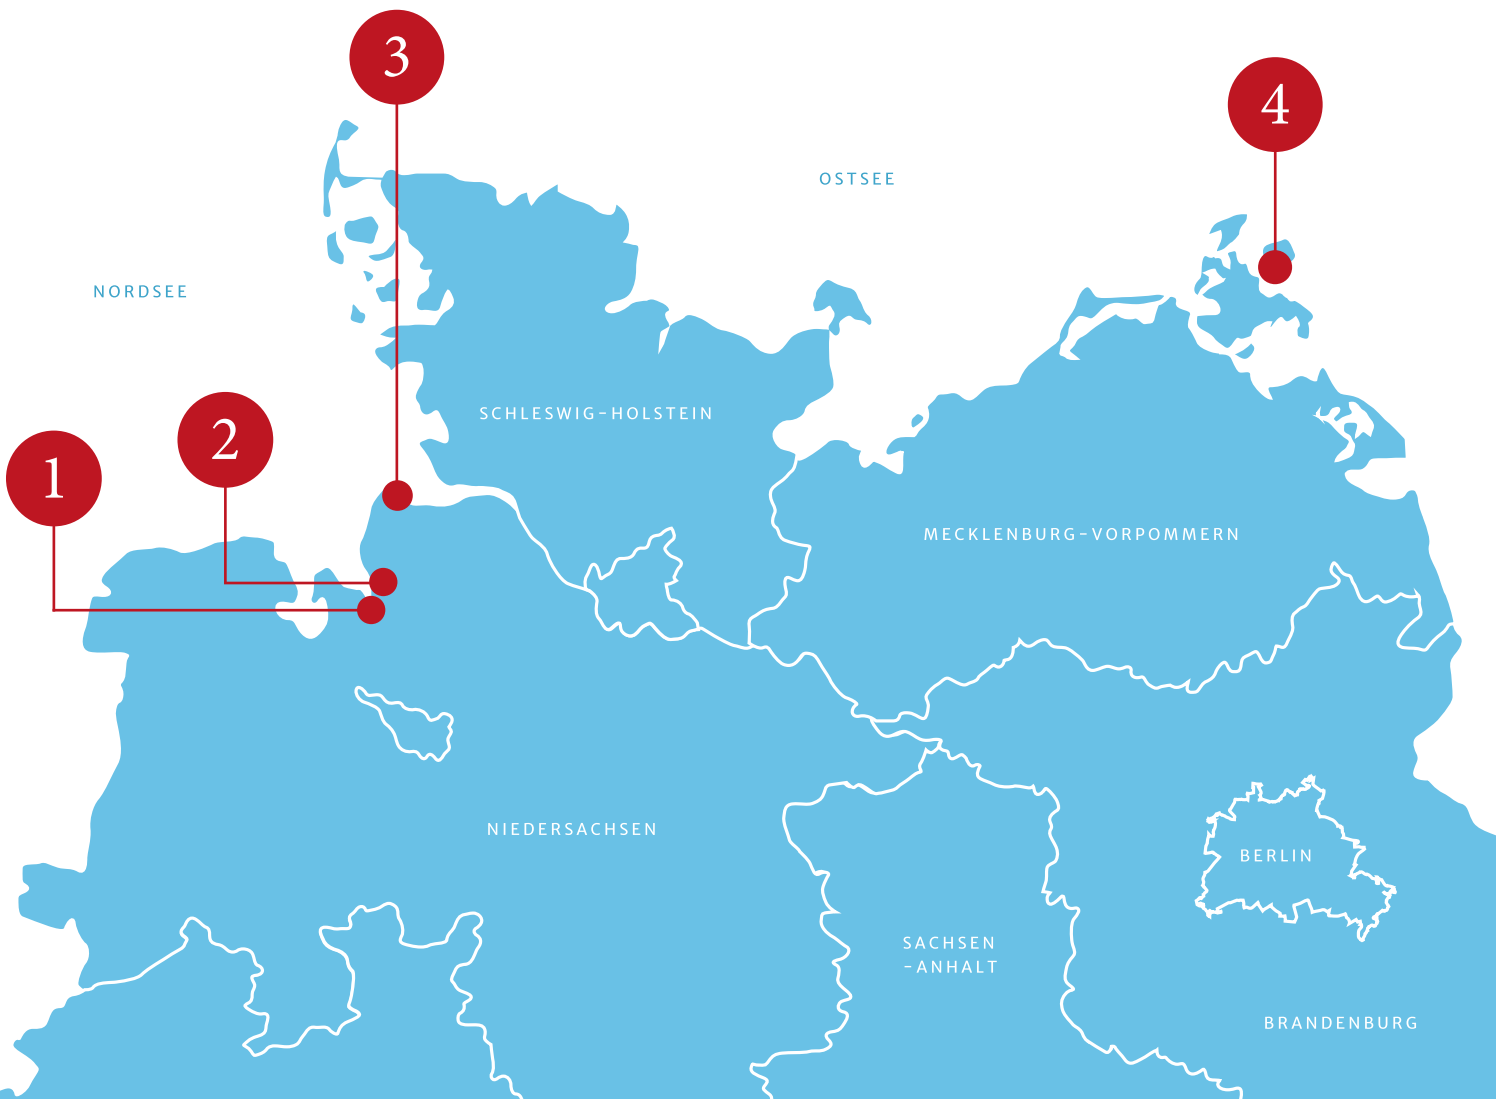 3
4
OSTSEE
NORDSEE
SCHLESWIG-HOLSTEIN
2
1
MECKLENBURG-VORPOMMERN
NIEDERSACHSEN
BERLIN
SACHSEN
-ANHALT
BRANDENBURG